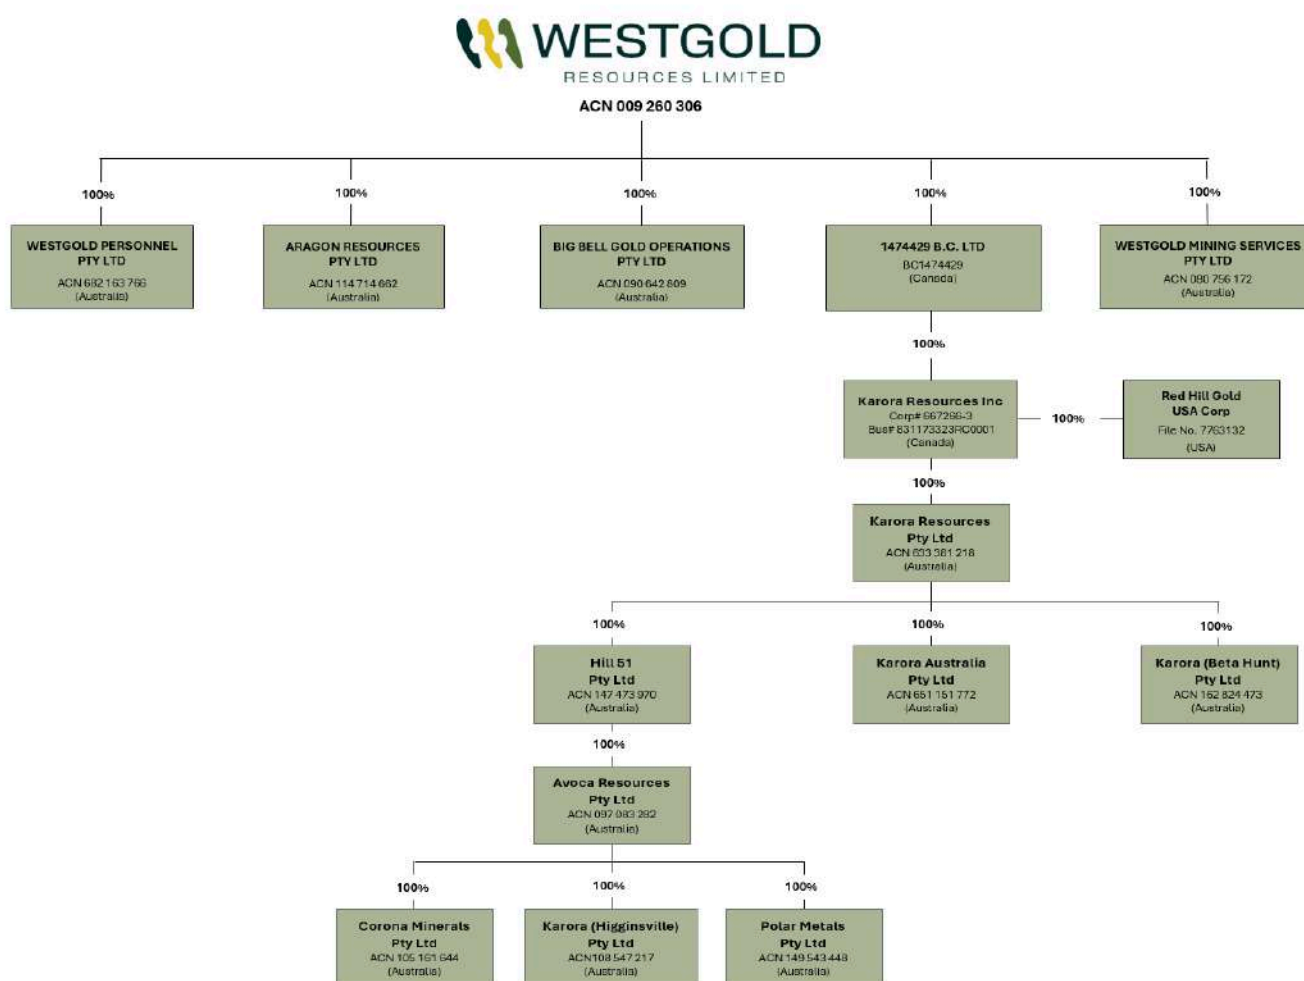 WESTGOLD
RESOURCES LIMITED
ACN 009 260 306
100%
100%
100%
100%
100%
WESTGOLD PERSONNEL
PTY LTD
ACN 682 163 766
(Australia)
ARAGON RESOURCES
PTY LTD
ACN 114 714 662
(Australia)
BIG BELL GOLD OPERATIONS
PTY LTD
ACN 090 642 809
(Australia)
1474429 B.C. LTD
BC1474429
(Canada)
WESTGOLD MINING SERVICES
PTY LTD
ACN 080 756 172
(Australia)
100%
Karora Resources Inc
Corp# 667266-3
Bus# 831173323RC0001
(Canada)
100%
Red Hill Gold
USA Corp
File No. 7763132
(USA)
100%
Karora Resources
Pty Ltd
ACN 633 381 218
(Australia)
100%
100%
100%
Hill 51
Pty Ltd
ACN 147 473 970
(Australia)
Karora Australia
Pty Ltd
ACN 651 151 772
(Australia)
Karora (Beta Hunt)
Pty Ltd
ACN 162 824 473
(Australia)
100%
Avoca Resources
Pty Ltd
ACN 097 083 282
(Australia)
100%
100%
100%
Corona Minerals
Pty Ltd
ACN 105 161 644
(Australia)
Karora (Higginsville)
Pty Ltd
ACN108 547 217
(Australia)
Polar Metals
Pty Ltd
ACN 149 543 448
(Australia)